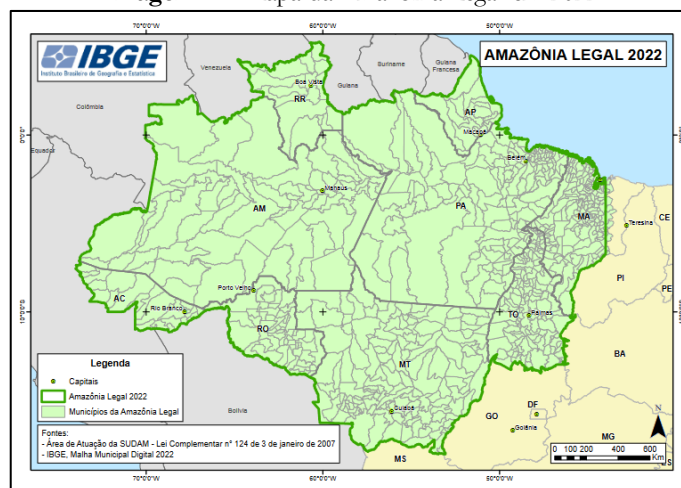 70°0'0"W
60°0'0"W
50°0'0"W
IBGE
Instituto Brasileiro de Geografia e Estatística
AMAZÔNIA LEGAL 2022
Venezuela
Suriname
Guiana Francesa
Guiana
Colômbia
Equador
Boa Vista
RR
AP
Macapá
Belém
Manaus
AM
PA
MA
Teresina
CE
PI
PE
AC
Rio Branco
Porto Velho
RO
TO
Palmas
MT
BA
Cuiabá
Bolívia
GO
DF
Goiânia
MG
MS
Legenda
Capitais
Amazônia Legal 2022
Municípios da Amazônia Legal
Fontes:
- Área de Atuação da SUDAM - Lei Complementar n° 124 de 3 de janeiro de 2007
- IBGE, Malha Municipal Digital 2022
N
0 100 200 400 600
Km
70°0'0"W
60°0'0"W
50°0'0"W